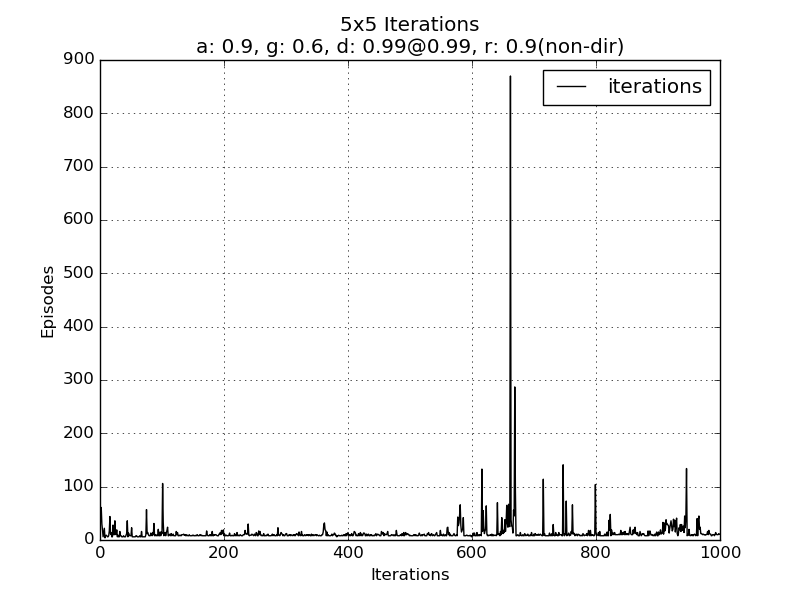 5x5 Iterations
a: 0.9, g: 0.6, d: 0.99@0.99, r: 0.9(non-dir)
iterations
900
800
700
600
500
400
300
200
100
0
Episodes
0 200 400 600 800 1000
Iterations